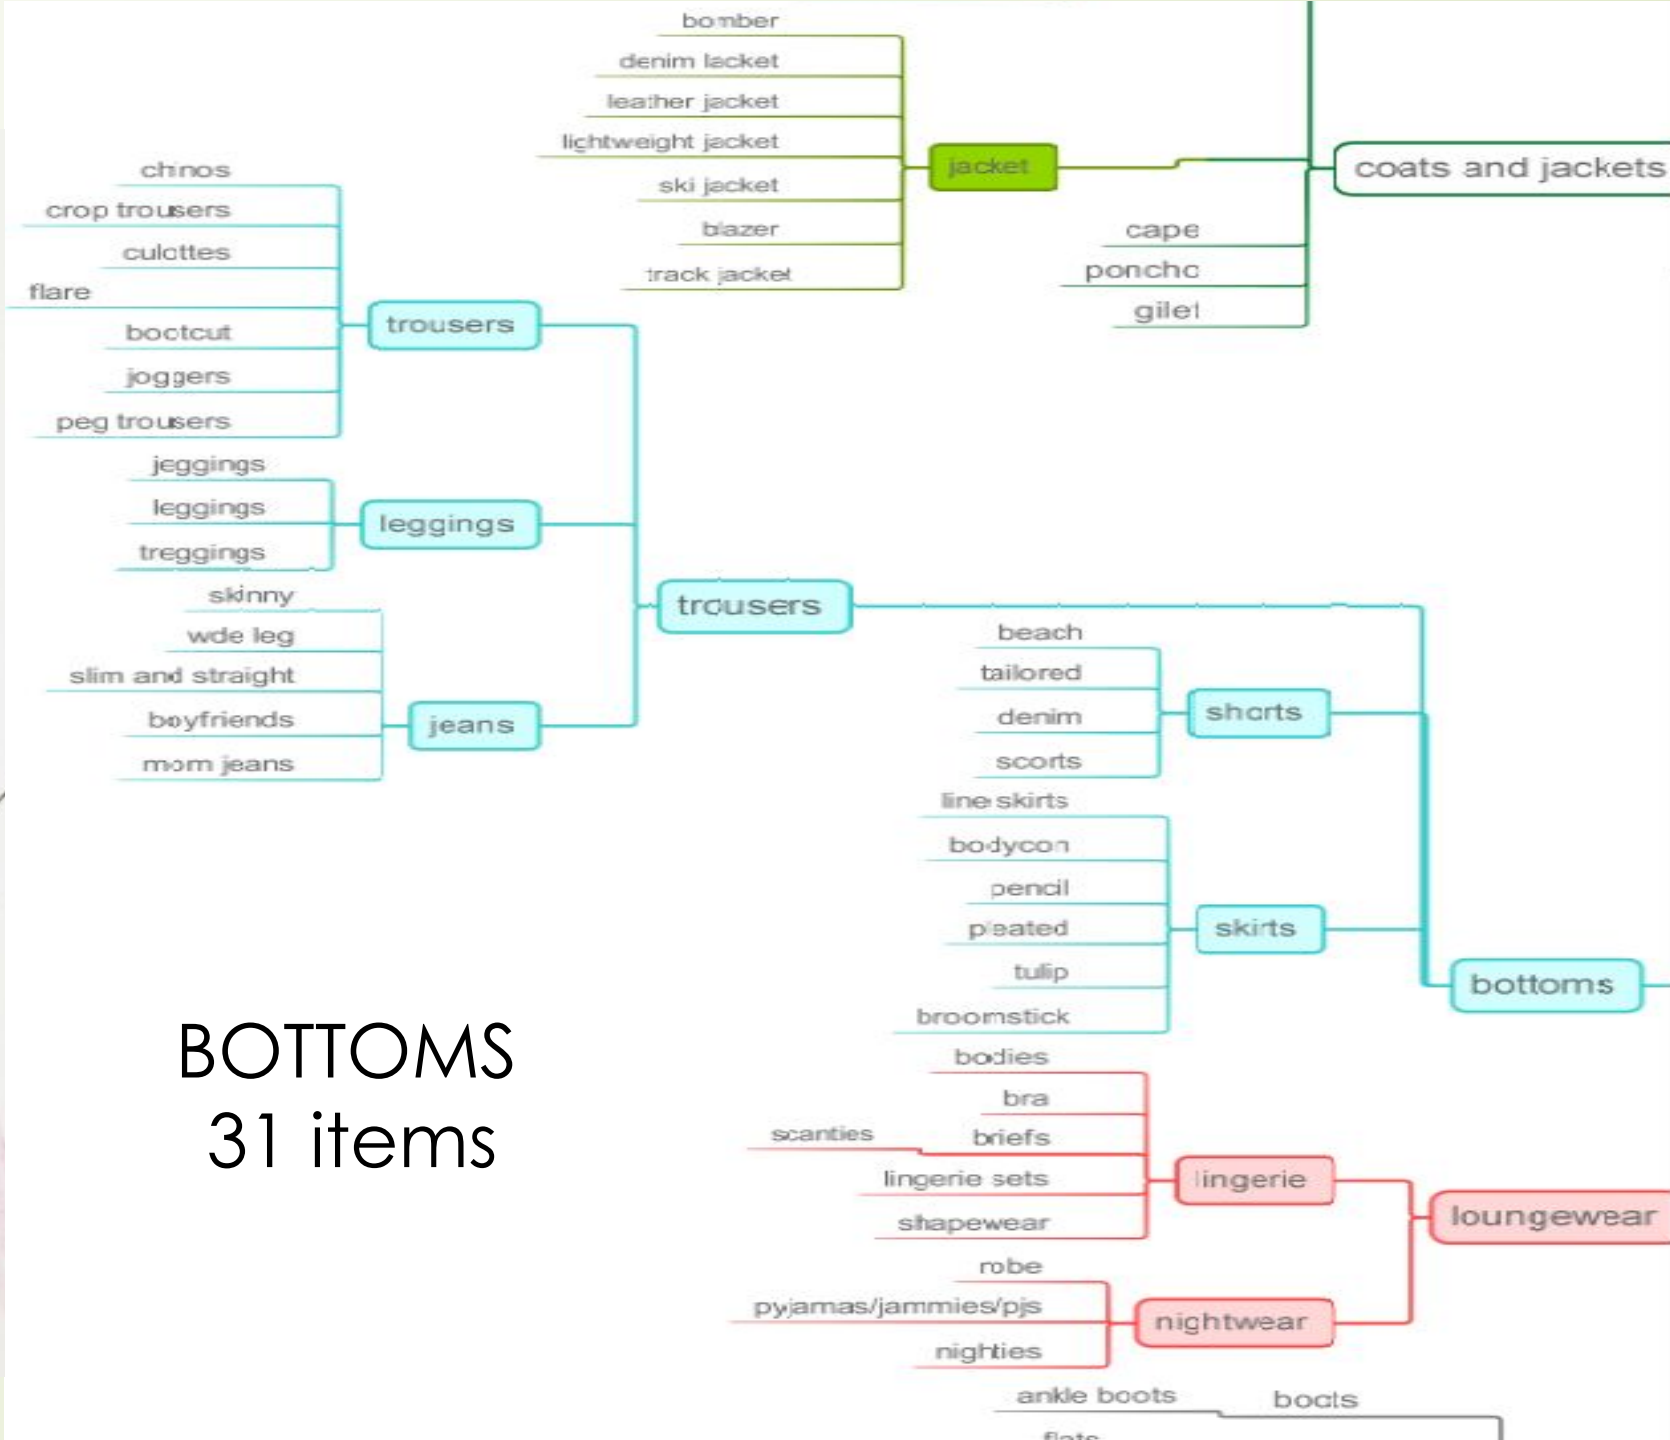 bomber
denim jacket
leather jacket
lightweight jacket
ski jacket
blazer
track jacket
jacket
coats and jackets
cape
poncho
gilet
chinos
crop trousers
culottes
flare
bootcut
joggers
peg trousers
trousers
jeggings
leggings
treggings
leggings
skinny
wide leg
slim and straight
boyfriends
mom jeans
jeans
trousers
beach
tailored
denim
scorts
shorts
line skirts
bodycon
pencil
pleated
tulip
broomstick
skirts
bottoms
BOTTOMS
31 items
bodies
bra
scanties
briefs
lingerie sets
shapewear
lingerie
loungewear
robe
pyjamas/jammies/pjs
nighties
nightwear
ankle boots
boots
flats